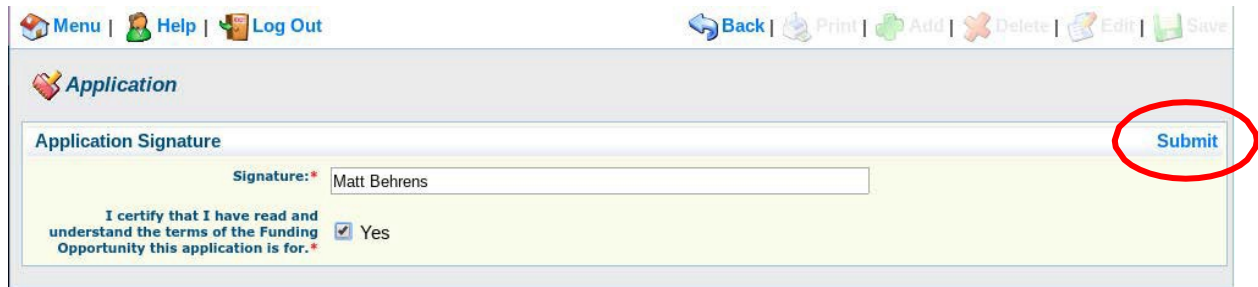 Menu | Help | Log Out Back | Print | Add | Delete | Edit | Save
Application
Application Signature Submit
Signature:* Matt Behrens
I certify that I have read and
understand the terms of the Funding Yes
Opportunity this application is for.*